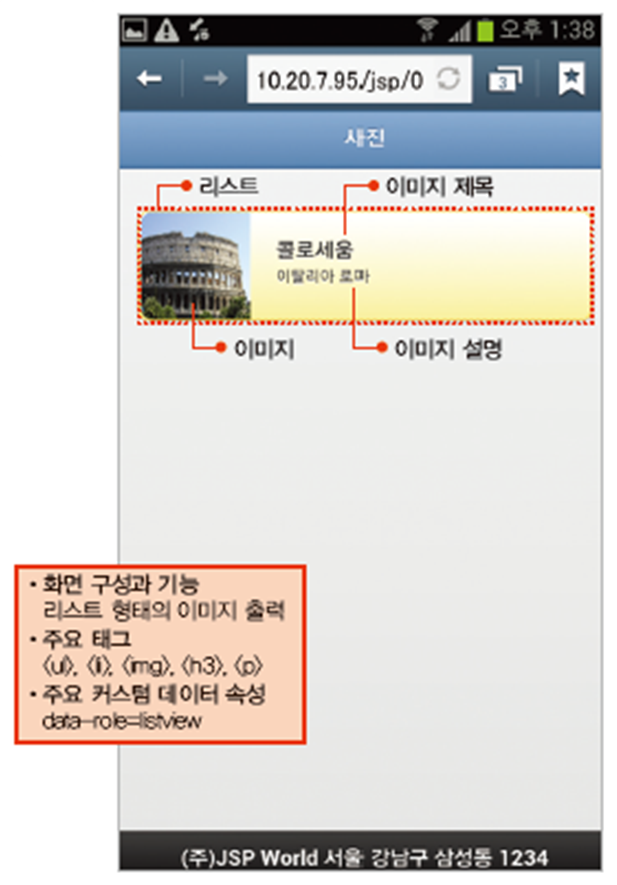 오후 1:38
10.20.7.95/jsp/0
3
사진
리스트
이미지 제목
콜로세움
이탈리아 로마
이미지
이미지 설명
• 화면 구성과 기능
리스트 형태의 이미지 출력
• 주요 태그
〈ul〉, 〈li〉, 〈img〉, 〈h3〉, 〈p〉
• 주요 커스텀 데이터 속성
data-role=listview
(주)JSP World 서울 강남구 삼성동 1234